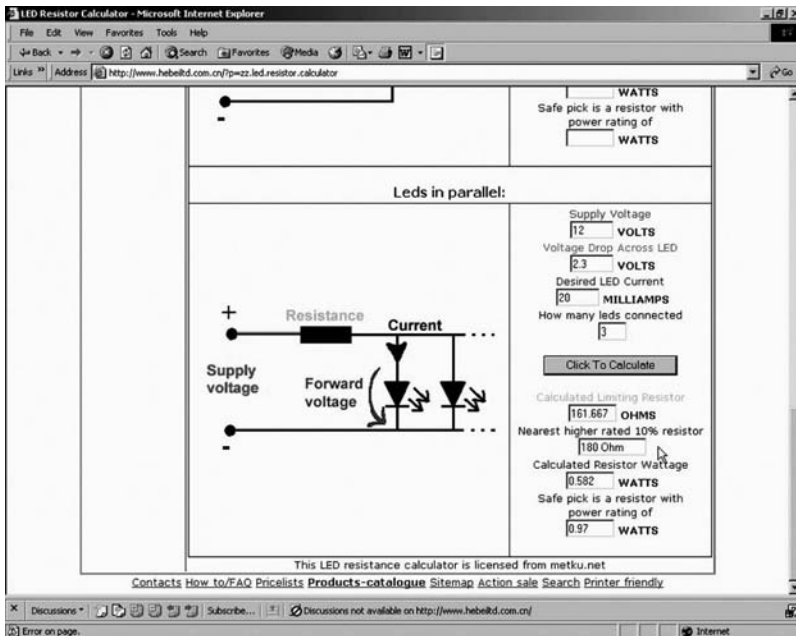 LED Resistor Calculator - Microsoft Internet Explorer
File Edit View Favorites Tools Help
Back Search Favorites Media
Links » Address http://www.hebeiltd.com.cn/?p=zz.led.resistor.calculator Go
-
WATTS
Safe pick is a resistor with
power rating of
WATTS
Leds in parallel:
+
Resistance
Current
Supply
voltage
Forward
voltage
-
Supply Voltage
12 VOLTS
Voltage Drop Across LED
2.3 VOLTS
Desired LED Current
20 MILLIAMPS
How many leds connected
3
Click To Calculate
Calculated Limiting Resistor
161.667 OHMS
Nearest higher rated 10% resistor
180 Ohm
Calculated Resistor Wattage
0.582 WATTS
Safe pick is a resistor with
power rating of
0.97 WATTS
This LED resistance calculator is licensed from metku.net
Contacts How to/FAQ Pricelists Products-catalogue Sitemap Action sale Search Printer friendly
Discussions Subscribe... Discussions not available on http://www.hebeiltd.com.cn/
Error on page. Internet